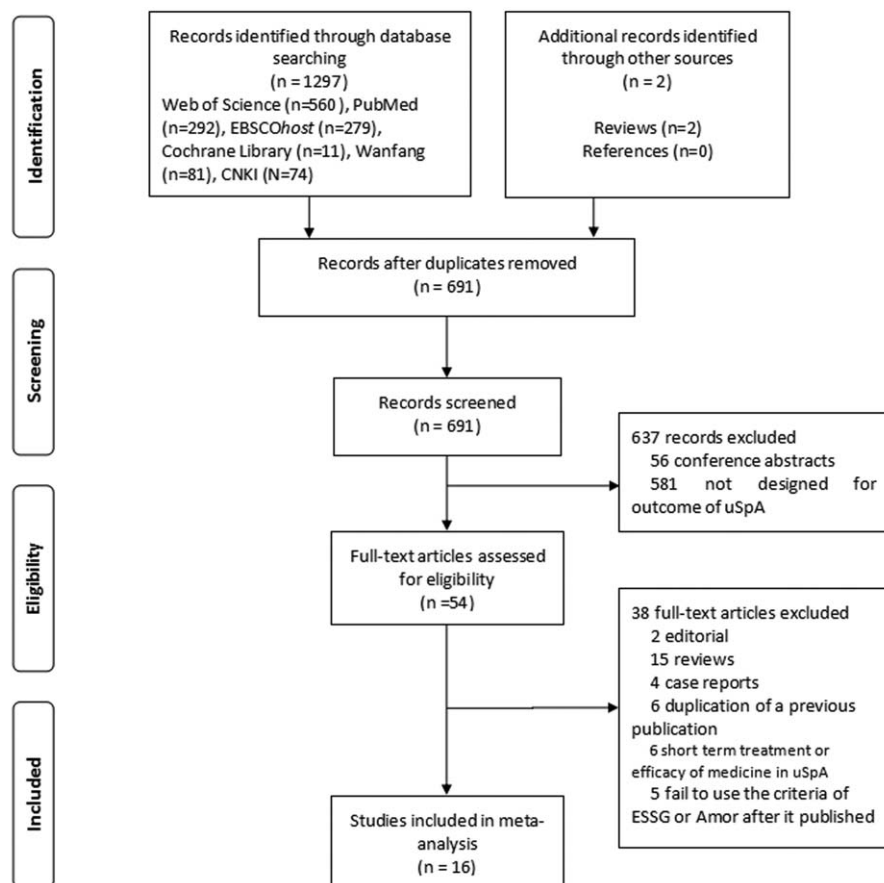 Identification
Records identified through database
searching
(n = 1297)
Web of Science (n=560), PubMed
(n=292), EBSCOhost (n=279),
Cochrane Library (n=11), Wanfang
(n=81), CNKI (N=74)
Additional records identified
through other sources
(n = 2)
Reviews (n=2)
References (n=0)
Records after duplicates removed
(n = 691)
Screening
Records screened
(n = 691)
637 records excluded
56 conference abstracts
581 not designed for
outcome of uSpA
Eligibility
Full-text articles assessed
for eligibility
(n =54)
38 full-text articles excluded
2 editorial
15 reviews
4 case reports
6 duplication of a previous
publication
6 short term treatment or
efficacy of medicine in uSpA
5 fail to use the criteria of
ESSG or Amor after it published
Included
Studies included in meta-
analysis
(n = 16)